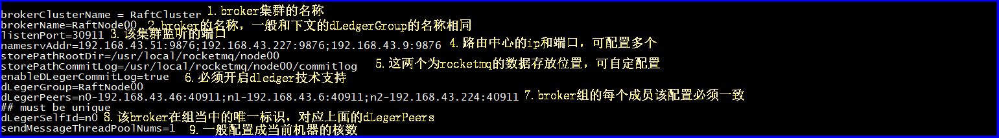 brokerClusterName = RaftCluster 1.broker集群的名称
brokerName=RaftNode00 2.broker的名称，一般和下文的dLedgerGroup的名称相同
listenPort=30911 3.该集群监听的端口
namesrvAddr=192.168.43.51:9876;192.168.43.227:9876;192.168.43.9:9876 4.路由中心的ip和端口，可配置多个
storePathRootDir=/usr/local/rocketmq/node00
storePathCommitLog=/usr/local/rocketmq/node00/commitlog 5.这两个为rocketmq的数据存放位置，可自定配置
enableDLegerCommitLog=true 6.必须开启dledger技术支持
dLegerGroup=RaftNode00
dLegerPeers=n0-192.168.43.46:40911;n1-192.168.43.6:40911;n2-192.168.43.224:40911 7.broker组的每个成员该配置必须一致
## must be unique
dLegerSelfId=n0 8.该broker在组当中的唯一标识，对应上面的dLegerPeers
sendMessageThreadPoolNums=1 9.一般配置成当前机器的核数